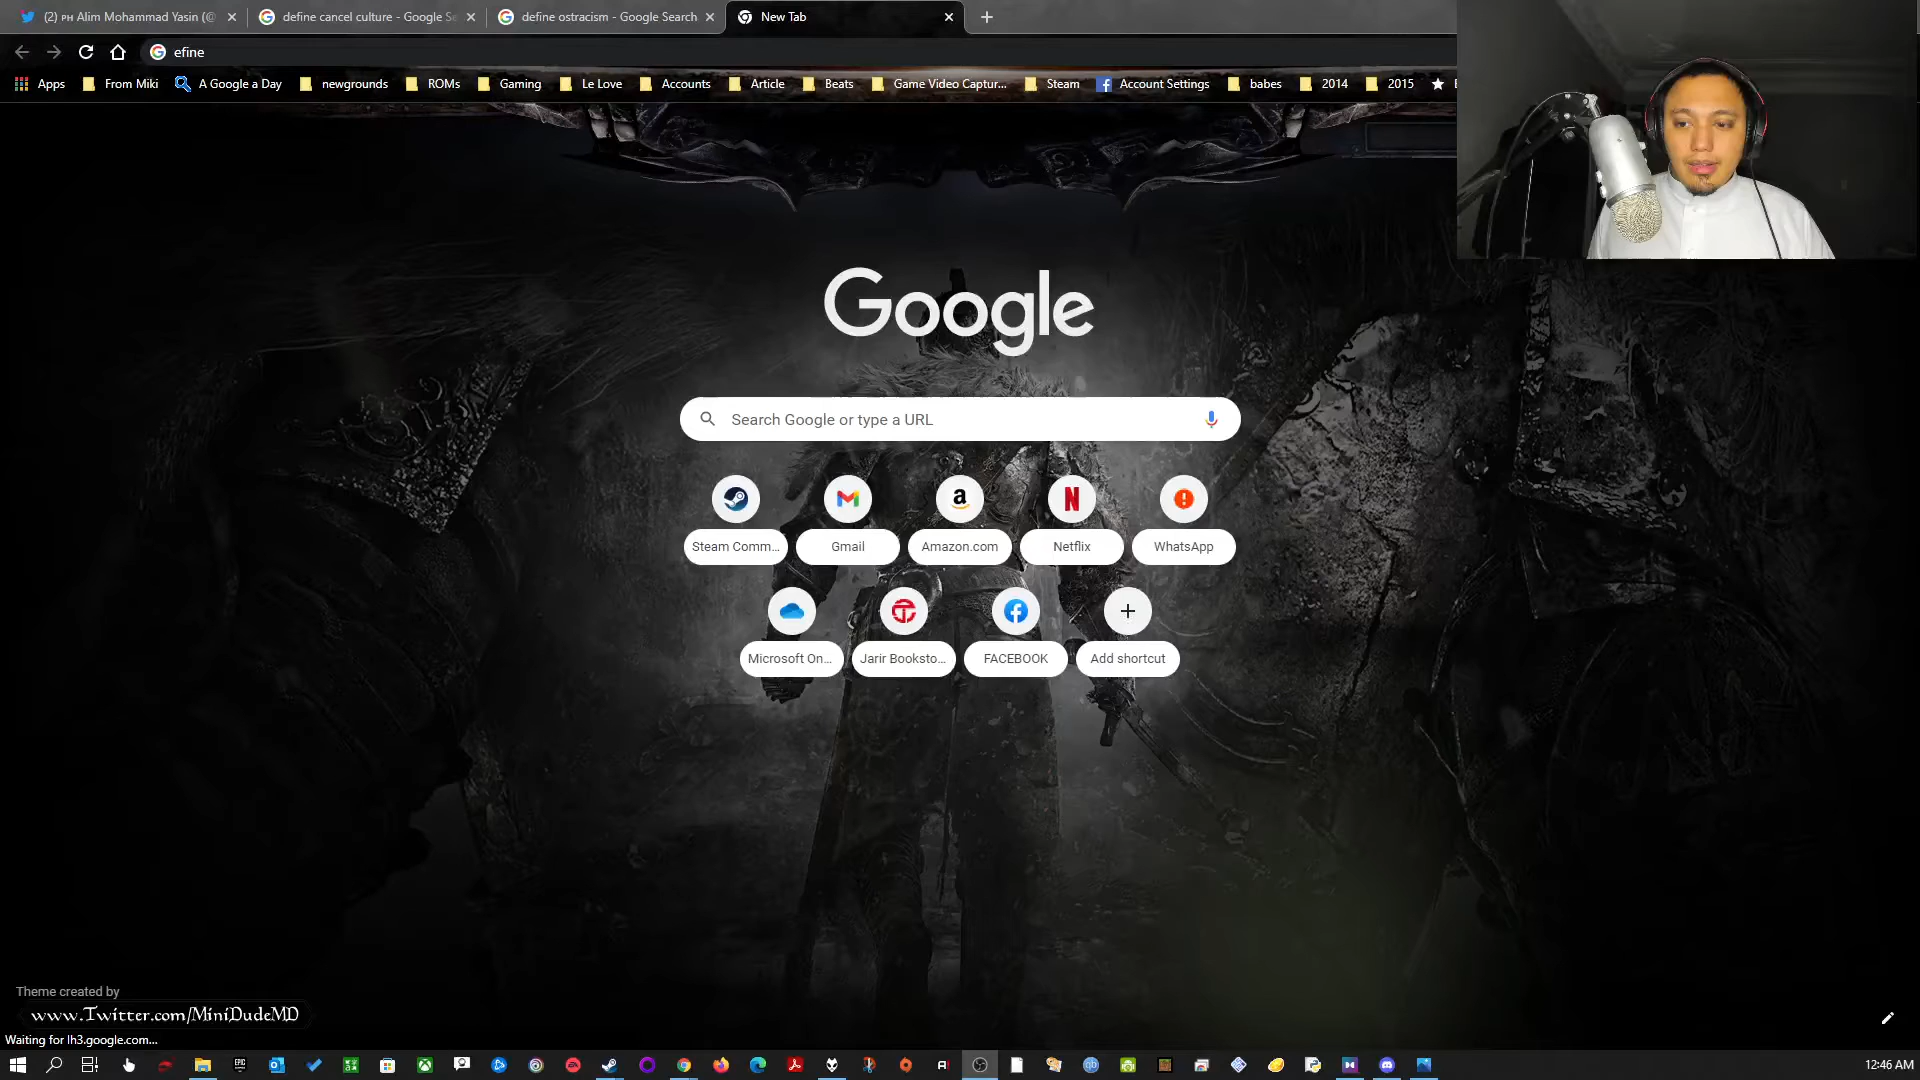 (2) PH Alim Mohammad Yasin (@
define cancel culture - Google Se
define ostracism - Google Search
New Tab
efine
Apps
From Miki
A Google a Day
newgrounds
ROMs
Gaming
Le Love
Accounts
Article
Beats
Game Video Captur...
Steam
Account Settings
babes
2014
2015
Google
Search Google or type a URL
Steam Comm...
Gmail
Amazon.com
Netflix
WhatsApp
Microsoft On...
Jarir Booksto...
FACEBOOK
Add shortcut
Theme created by
www.Twitter.com/MiniDudeMD
Waiting for lh3.google.com...
12:46 AM